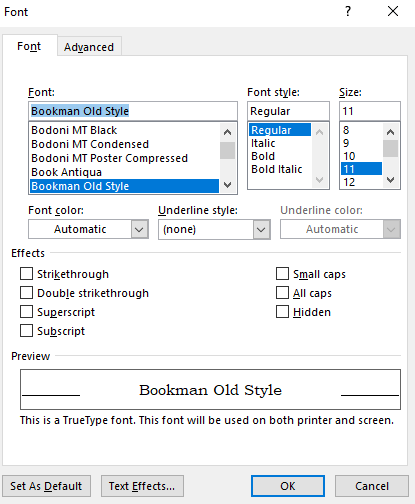 Font
?
Font Advanced
Font: Font style: Size:
Bookman Old Style Regular 11
Bodoni MT Black Regular 8
Bodoni MT Condensed Italic 9
Bodoni MT Poster Compressed Bold 10
Book Antiqua Bold Italic 11
Bookman Old Style 12
Font color: Underline style: Underline color:
Automatic (none) Automatic
Effects
Strikethrough Small caps
Double strikethrough All caps
Superscript Hidden
Subscript
Preview
Bookman Old Style
This is a TrueType font. This font will be used on both printer and screen.
Set As Default Text Effects... OK Cancel